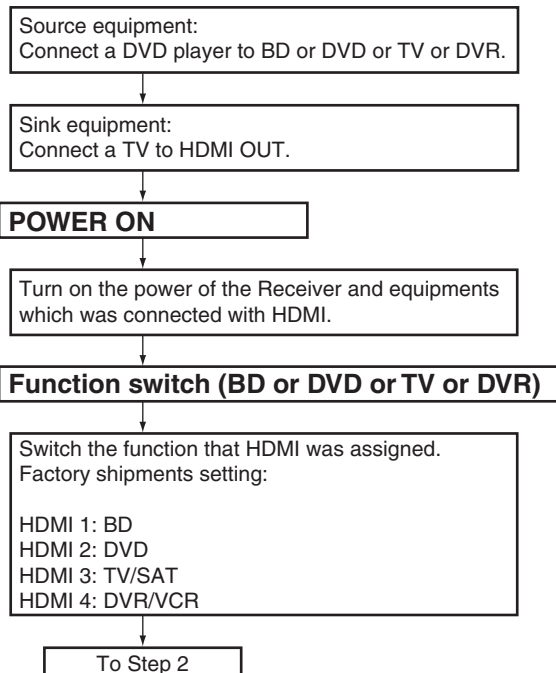 Source equipment:
Connect a DVD player to BD or DVD or TV or DVR.
Sink equipment:
Connect a TV to HDMI OUT.
POWER ON
Turn on the power of the Receiver and equipments
which was connected with HDMI.
Function switch (BD or DVD or TV or DVR)
Switch the function that HDMI was assigned.
Factory shipments setting:
HDMI 1: BD
HDMI 2: DVD
HDMI 3: TV/SAT
HDMI 4: DVR/VCR
To Step 2